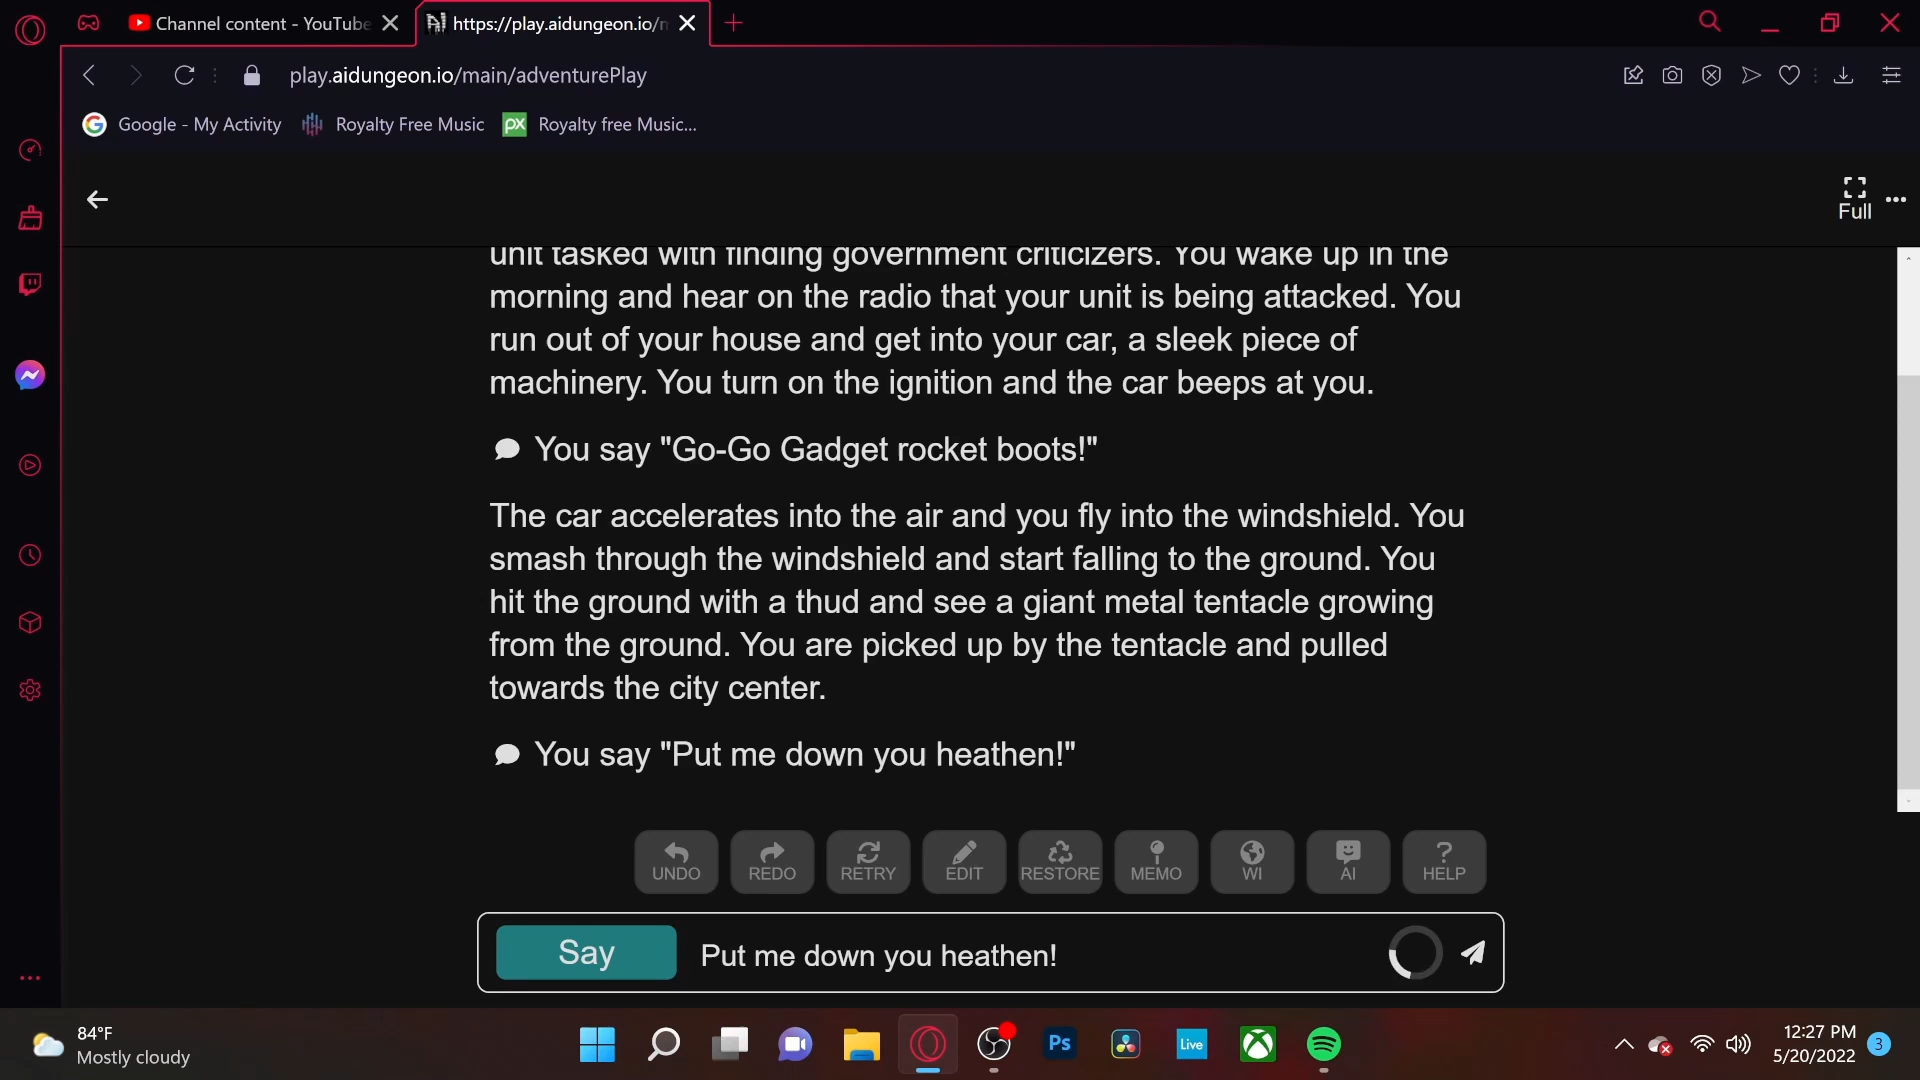 Channel content - YouTube
https://play.aidungeon.io/m
play.aidungeon.io/main/adventurePlay
Google - My Activity
Royalty Free Music
px
Royalty free Music...
Full
unit tasked with finding government criticizers. You wake up in the
morning and hear on the radio that your unit is being attacked. You
run out of your house and get into your car, a sleek piece of
machinery. You turn on the ignition and the car beeps at you.
You say "Go-Go Gadget rocket boots!"
The car accelerates into the air and you fly into the windshield. You
smash through the windshield and start falling to the ground. You
hit the ground with a thud and see a giant metal tentacle growing
from the ground. You are picked up by the tentacle and pulled
towards the city center.
You say "Put me down you heathen!"
UNDO REDO RETRY EDIT RESTORE MEMO WI AI HELP
Say Put me down you heathen!
84°F
Mostly cloudy
Ps
Live
12:27 PM
5/20/2022
3